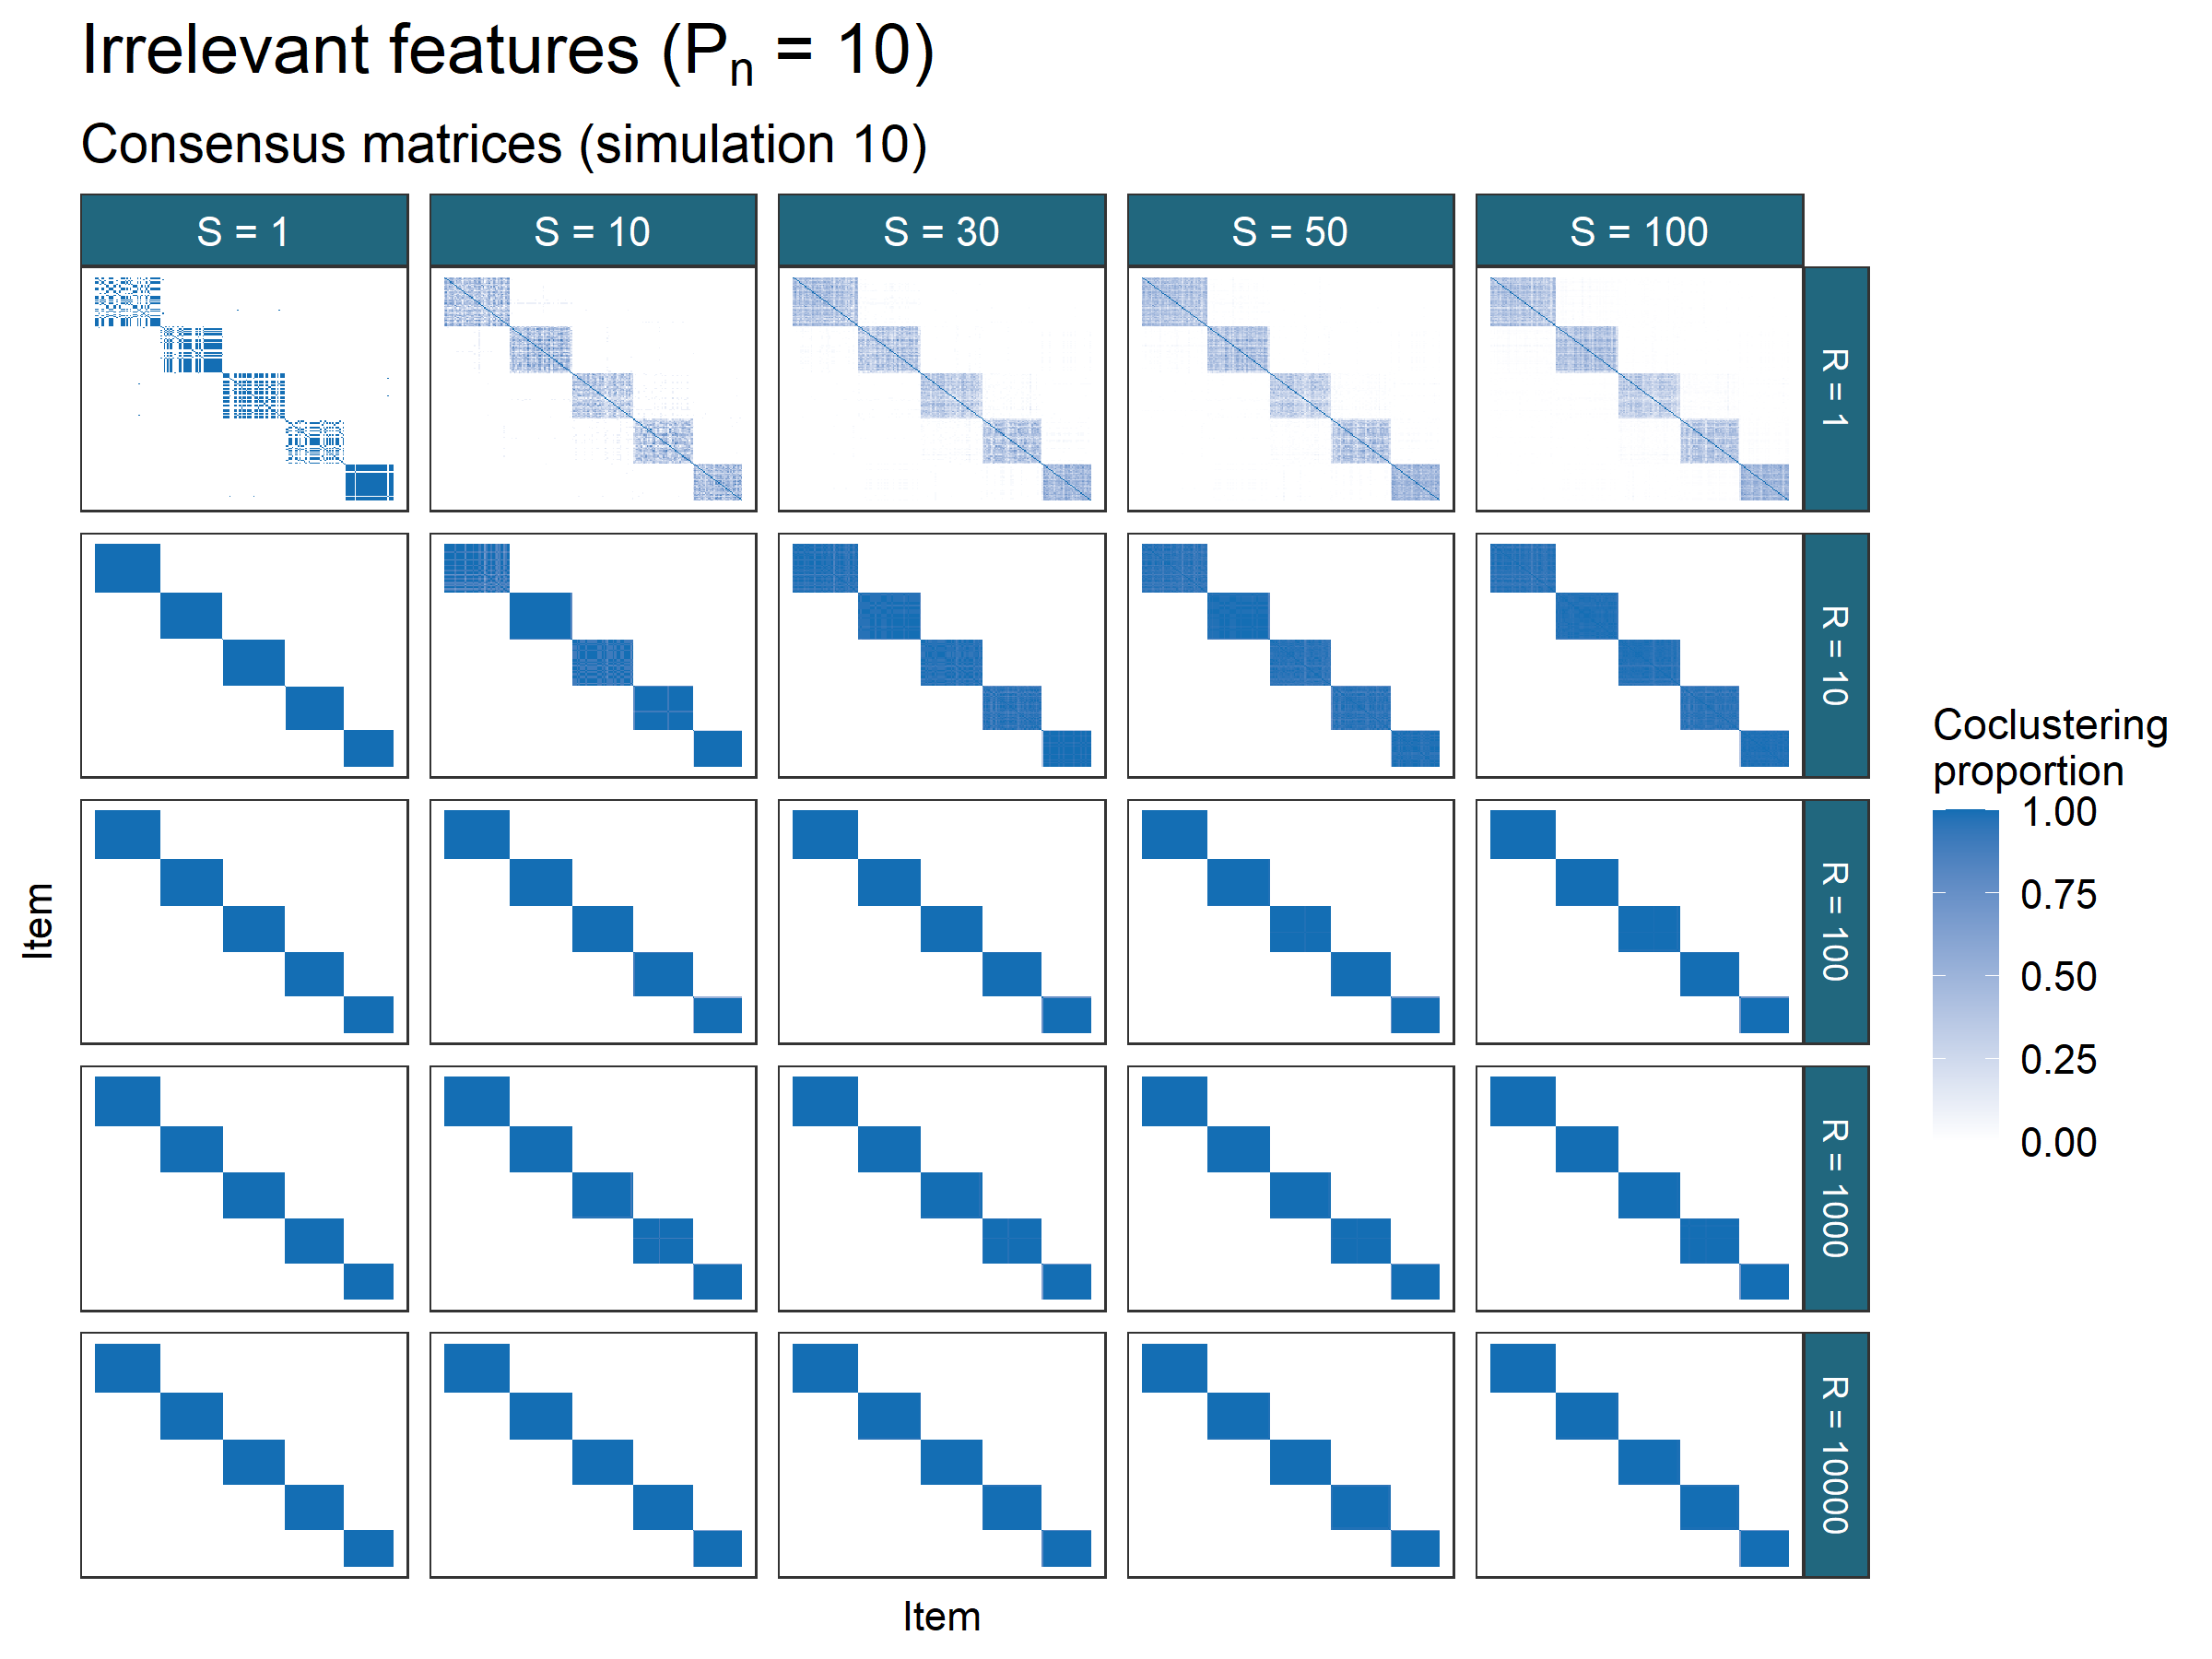 Irrelevant features (Pn = 10)
Consensus matrices (simulation 10)
S = 1
S = 10
S = 30
S = 50
S = 100
R = 1
R = 10
R = 100
R = 1000
R = 10000
Item
Item
Coclustering
proportion
1.00
0.75
0.50
0.25
0.00